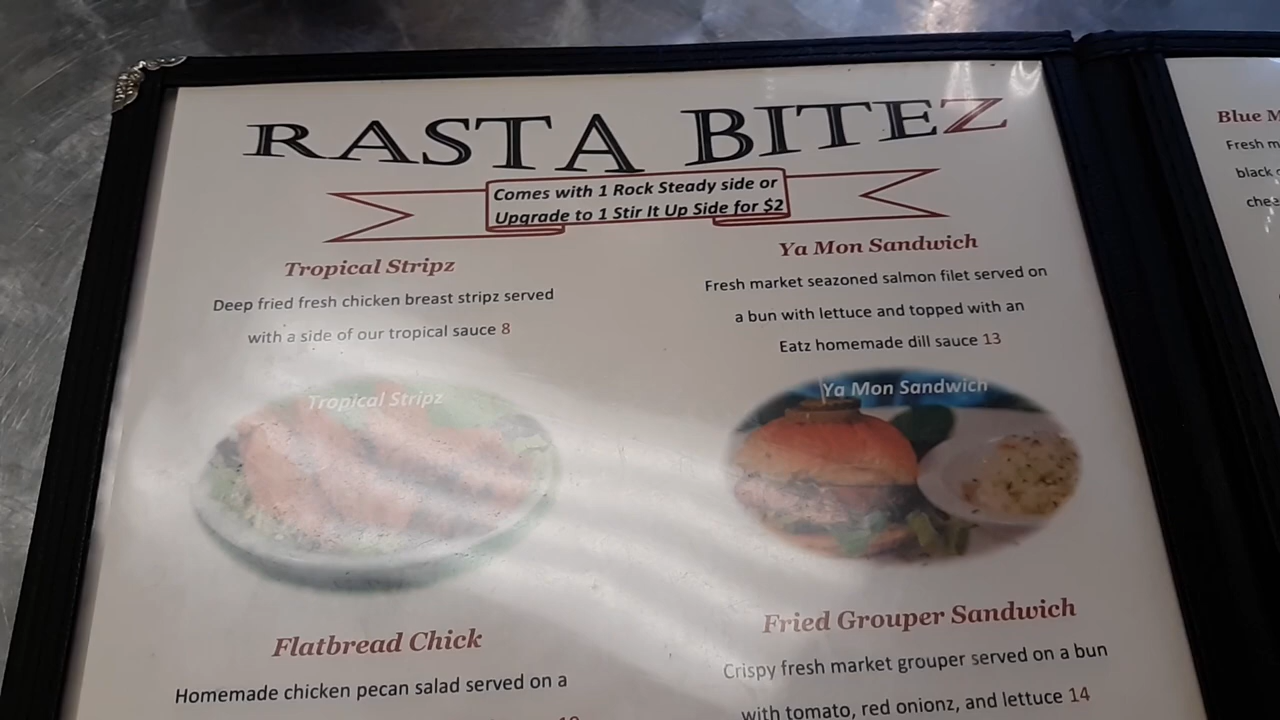 RASTA BITEZ
Comes with 1 Rock Steady side or
Upgrade to 1 Stir It Up Side for $2
Tropical Stripz
Deep fried fresh chicken breast stripz served
with a side of our tropical sauce 8
Tropical Stripz
Flatbread Chick
Homemade chicken pecan salad served on a
Ya Mon Sandwich
Fresh market seazoned salmon filet served on
a bun with lettuce and topped with an
Eatz homemade dill sauce 13
Ya Mon Sandwich
Fried Grouper Sandwich
Crispy fresh market grouper served on a bun
with tomato, red onionz, and lettuce 14
Blue M
Fresh m
black
chee